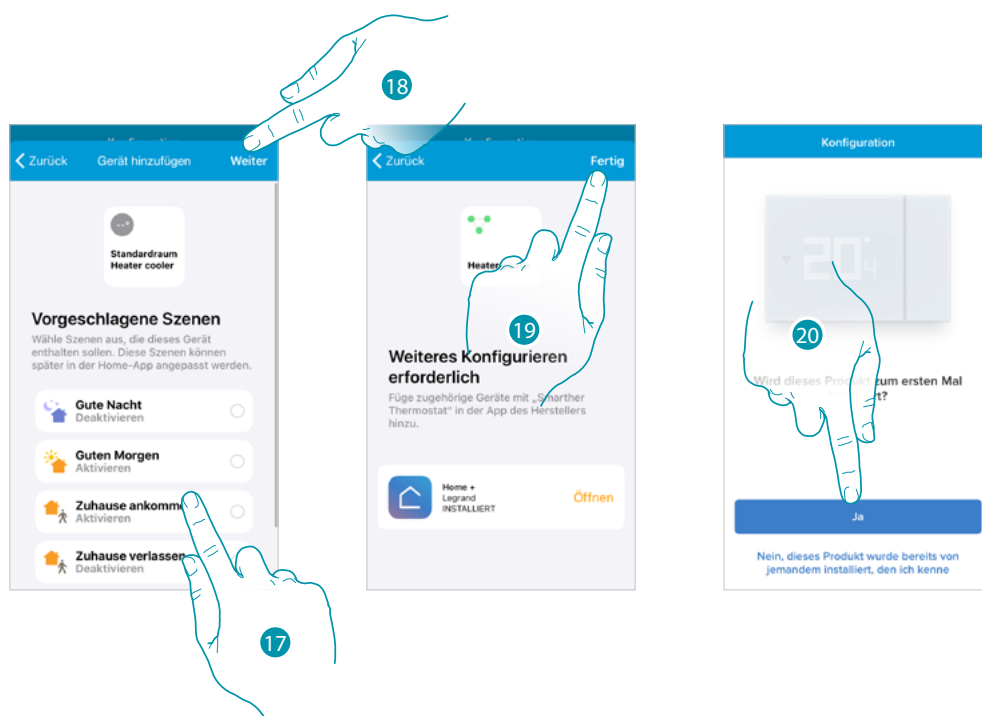 18
Zurück Gerät hinzufügen Weiter
Standardraum
Heater cooler
Vorgeschlagene Szenen
Wähle Szenen aus, die dieses Gerät
enthalten sollen. Diese Szenen können
später in der Home-App angepasst werden.
Gute Nacht
Deaktivieren
Guten Morgen
Aktivieren
Zuhause ankomme
Aktivieren
Zuhause verlassen
Deaktivieren
17
Zurück Fertig
Heater
19
Weiteres Konfigurieren
erforderlich
Füge zugehörige Geräte mit „Smarther
Thermostat" in der App des Herstellers
hinzu.
Home +
Legrand
INSTALLIERT
Öffnen
Konfiguration
20
Wird dieses Produkt zum ersten Mal
t?
Ja
Nein, dieses Produkt wurde bereits von
jemandem installiert, den ich kenne